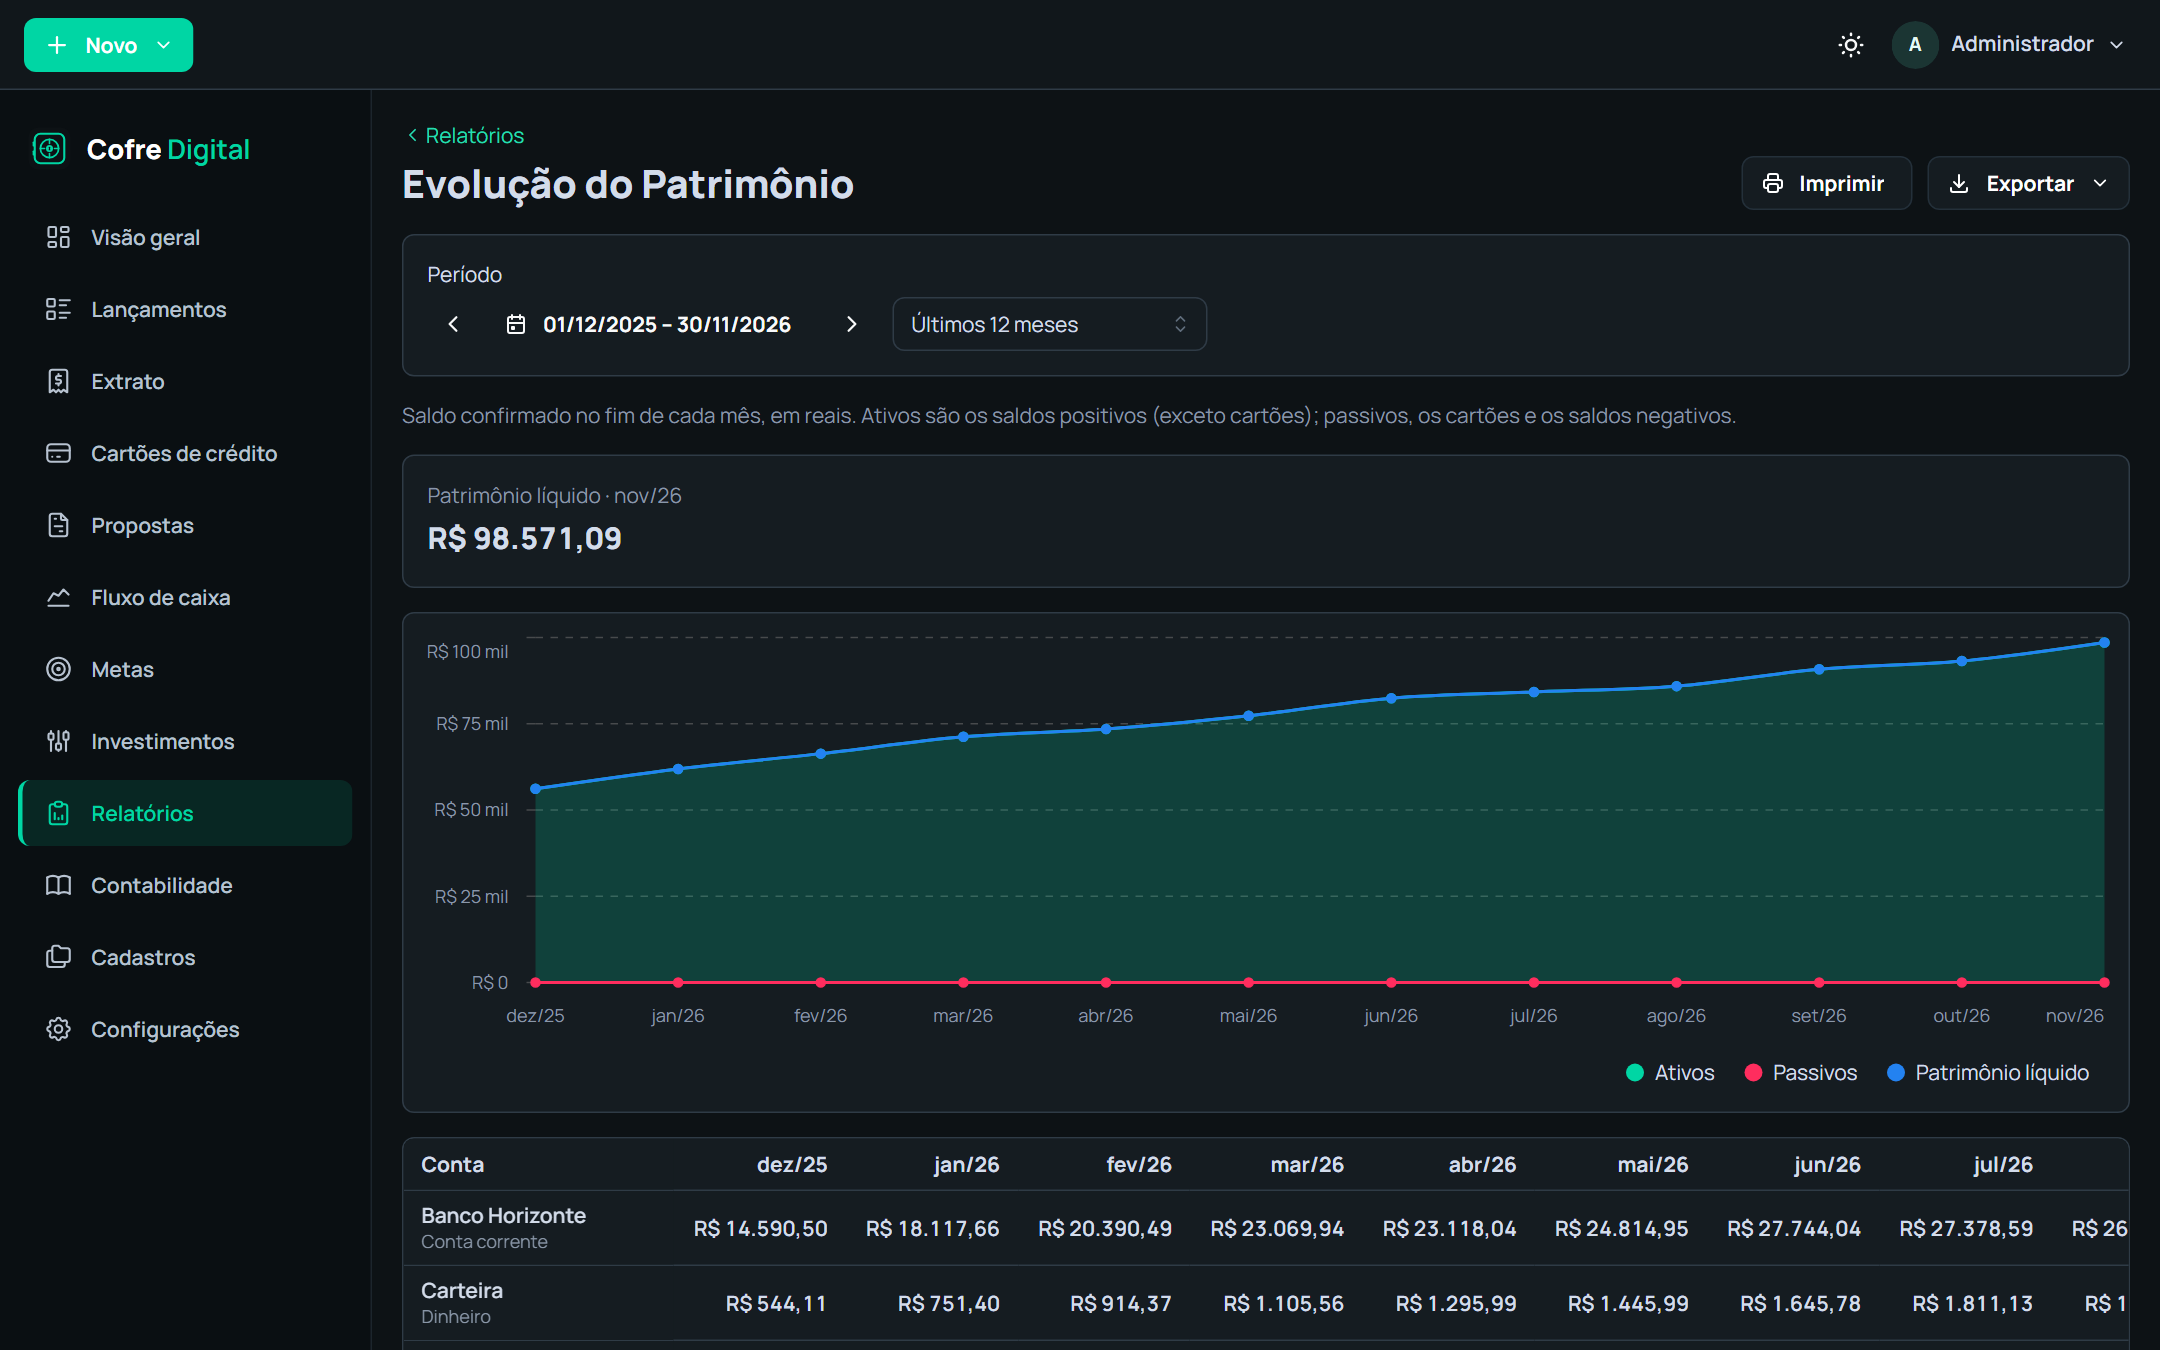 Novo
A Administrador
Cofre Digital
Visão geral
Lançamentos
Extrato
Cartões de crédito
Propostas
Fluxo de caixa
Metas
Investimentos
Relatórios
Contabilidade
Cadastros
Configurações
Relatórios
Evolução do Patrimônio
Imprimir
Exportar
Período
01/12/2025 – 30/11/2026
Últimos 12 meses
Saldo confirmado no fim de cada mês, em reais. Ativos são os saldos positivos (exceto cartões); passivos, os cartões e os saldos negativos.
Patrimônio líquido · nov/26
R$ 98.571,09
R$ 100 mil
R$ 75 mil
R$ 50 mil
R$ 25 mil
R$ 0
dez/25 jan/26 fev/26 mar/26 abr/26 mai/26 jun/26 jul/26 ago/26 set/26 out/26 nov/26
Ativos Passivos Patrimônio líquido
Conta dez/25 jan/26 fev/26 mar/26 abr/26 mai/26 jun/26 jul/26
Banco Horizonte
Conta corrente
R$ 14.590,50 R$ 18.117,66 R$ 20.390,49 R$ 23.069,94 R$ 23.118,04 R$ 24.814,95 R$ 27.744,04 R$ 27.378,59 R$ 26
Carteira
Dinheiro
R$ 544,11 R$ 751,40 R$ 914,37 R$ 1.105,56 R$ 1.295,99 R$ 1.445,99 R$ 1.645,78 R$ 1.811,13 R$ 1